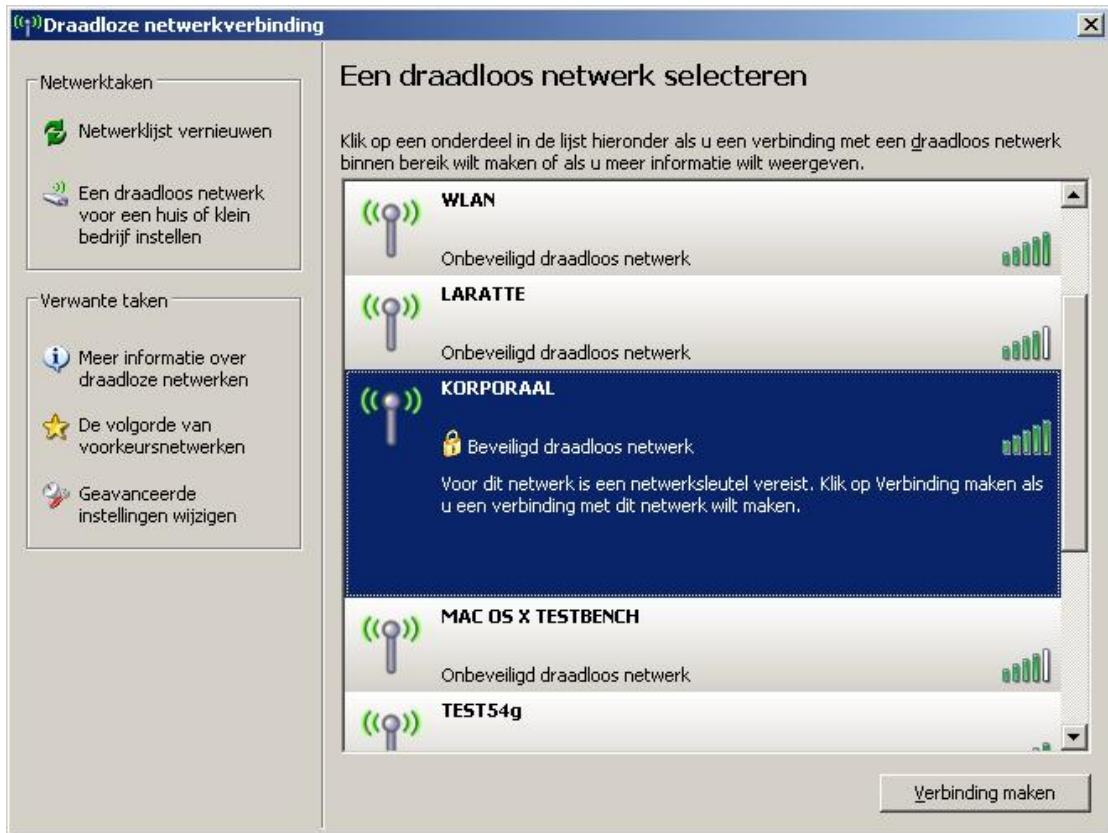 Draadloze netwerkverbinding
Netwerktaken
Netwerklijst vernieuwen
Een draadloos netwerk
voor een huis of klein
bedrijf instellen
Verwante taken
Meer informatie over
draadloze netwerken
De volgorde van
voorkeursnetwerken
Geavanceerde
instellingen wijzigen
Een draadloos netwerk selecteren
Klik op een onderdeel in de lijst hieronder als u een verbinding met een draadloos netwerk
binnen bereik wilt maken of als u meer informatie wilt weergeven.
WLAN
Onbeveiligd draadloos netwerk
LARATTE
Onbeveiligd draadloos netwerk
KORPORAAL
Beveiligd draadloos netwerk
Voor dit netwerk is een netwerksleutel vereist. Klik op Verbinding maken als
u een verbinding met dit netwerk wilt maken.
MAC OS X TESTBENCH
Onbeveiligd draadloos netwerk
TEST54g
Verbinding maken